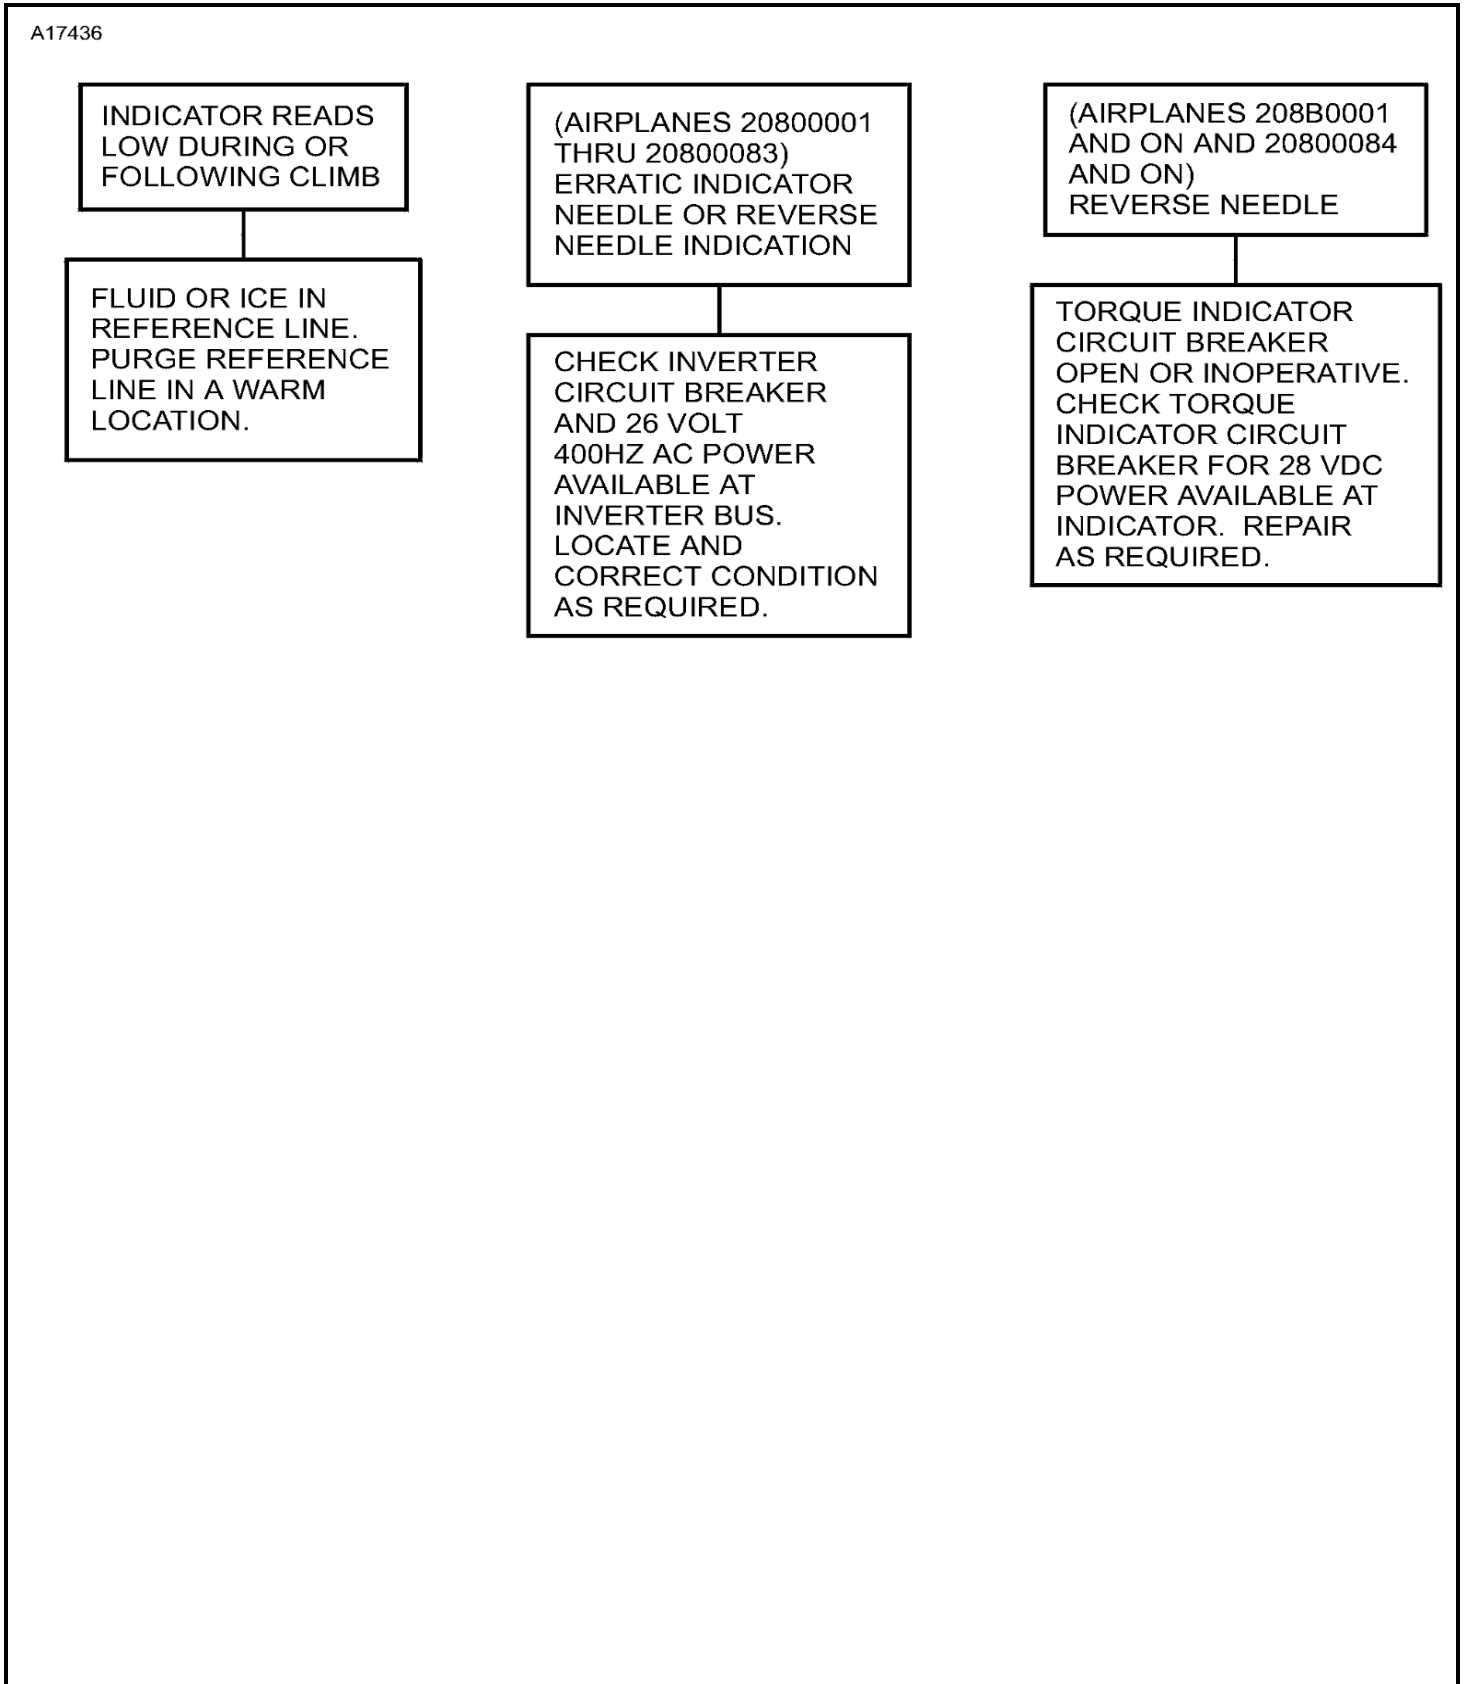 A17436
INDICATOR READS
LOW DURING OR
FOLLOWING CLIMB
FLUID OR ICE IN
REFERENCE LINE.
PURGE REFERENCE
LINE IN A WARM
LOCATION.
(AIRPLANES 20800001
THRU 20800083)
ERRATIC INDICATOR
NEEDLE OR REVERSE
NEEDLE INDICATION
CHECK INVERTER
CIRCUIT BREAKER
AND 26 VOLT
400HZ AC POWER
AVAILABLE AT
INVERTER BUS.
LOCATE AND
CORRECT CONDITION
AS REQUIRED.
(AIRPLANES 208B0001
AND ON AND 20800084
AND ON)
REVERSE NEEDLE
TORQUE INDICATOR
CIRCUIT BREAKER
OPEN OR INOPERATIVE.
CHECK TORQUE
INDICATOR CIRCUIT
BREAKER FOR 28 VDC
POWER AVAILABLE AT
INDICATOR.  REPAIR
AS REQUIRED.